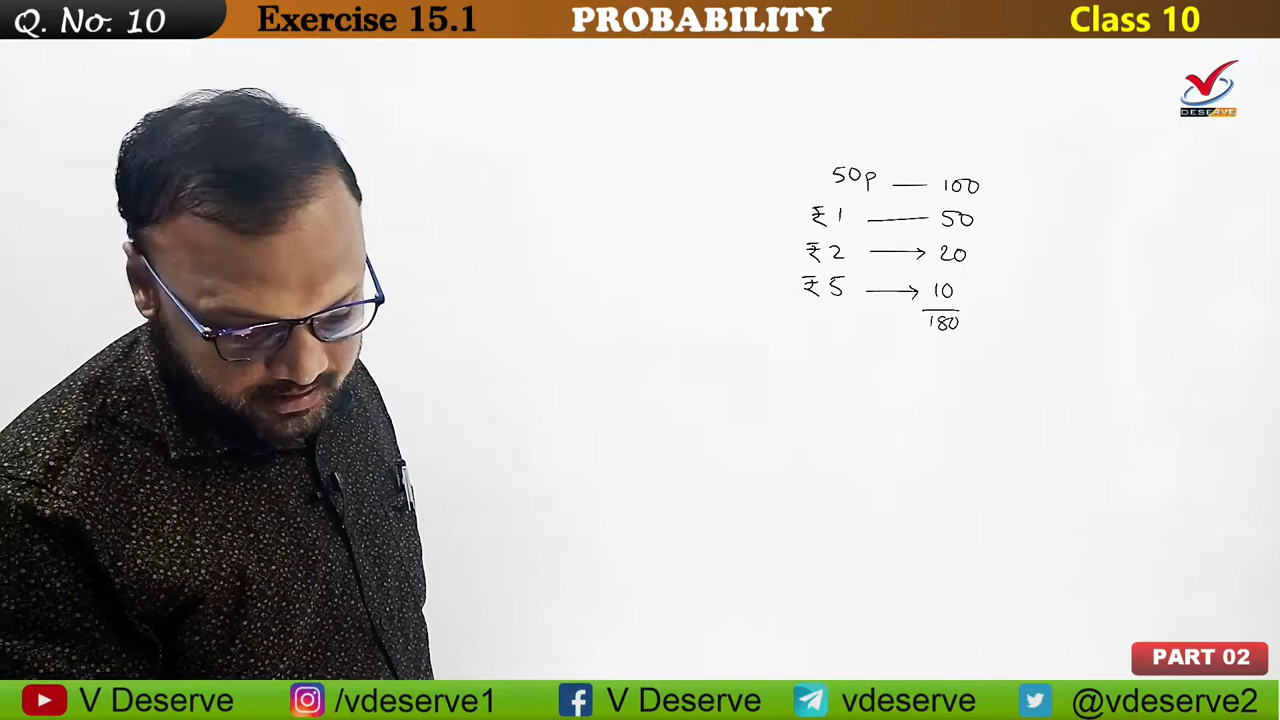 Q. No. 10 Exercise 15.1 PROBABILITY Class 10
DESERVE
50p — 100
₹ 1 — 50
₹ 2 → 20
₹ 5 → 10
180
PART 02
V Deserve /vdeserve1 V Deserve vdeserve @vdeserve2